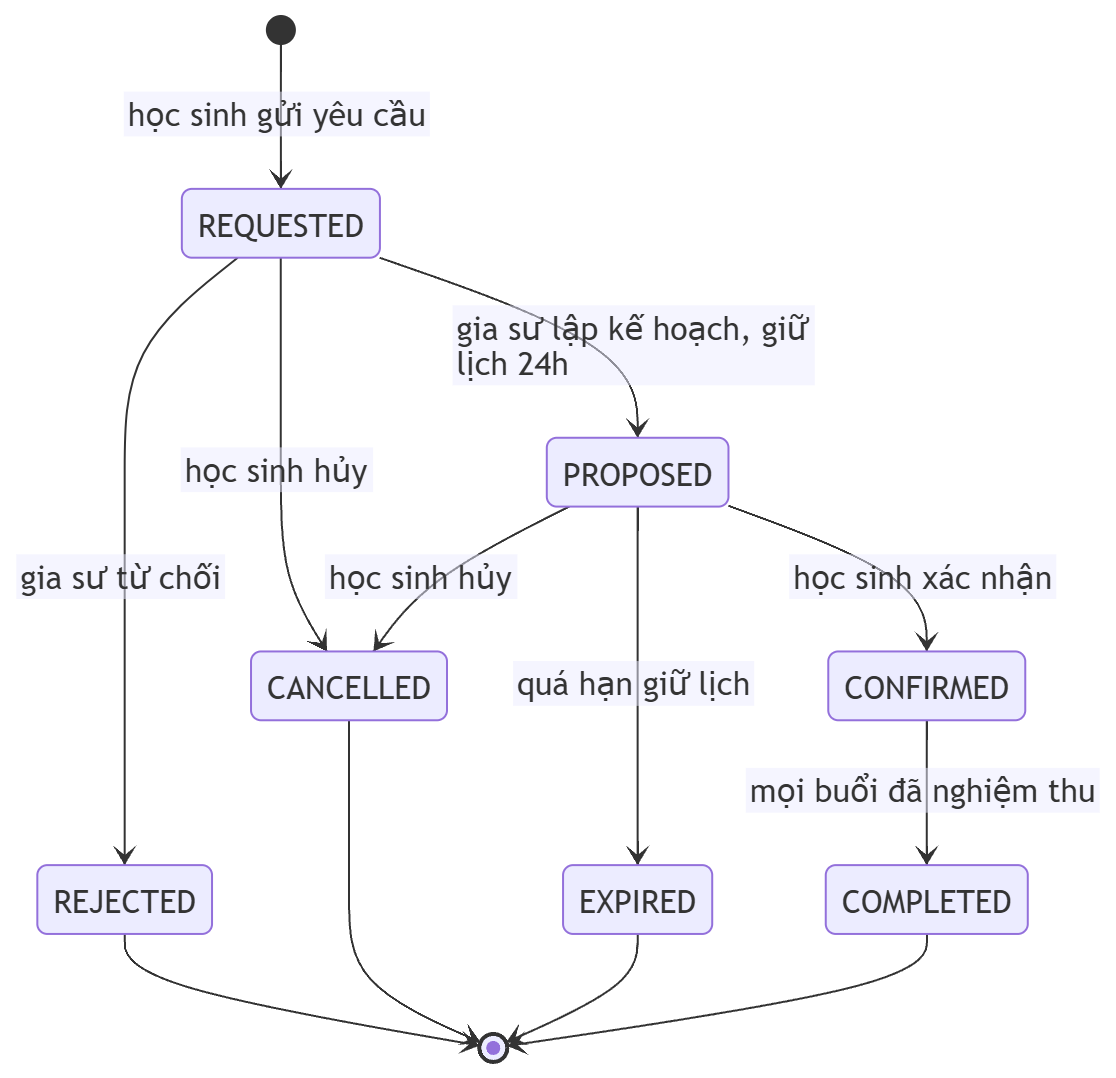 học sinh gửi yêu cầu
REQUESTED
gia sư lập kế hoạch, giữ
lịch 24h
học sinh hủy
PROPOSED
gia sư từ chối
học sinh hủy
học sinh xác nhận
CANCELLED
quá hạn giữ lịch
CONFIRMED
mọi buổi đã nghiệm thu
REJECTED
EXPIRED
COMPLETED